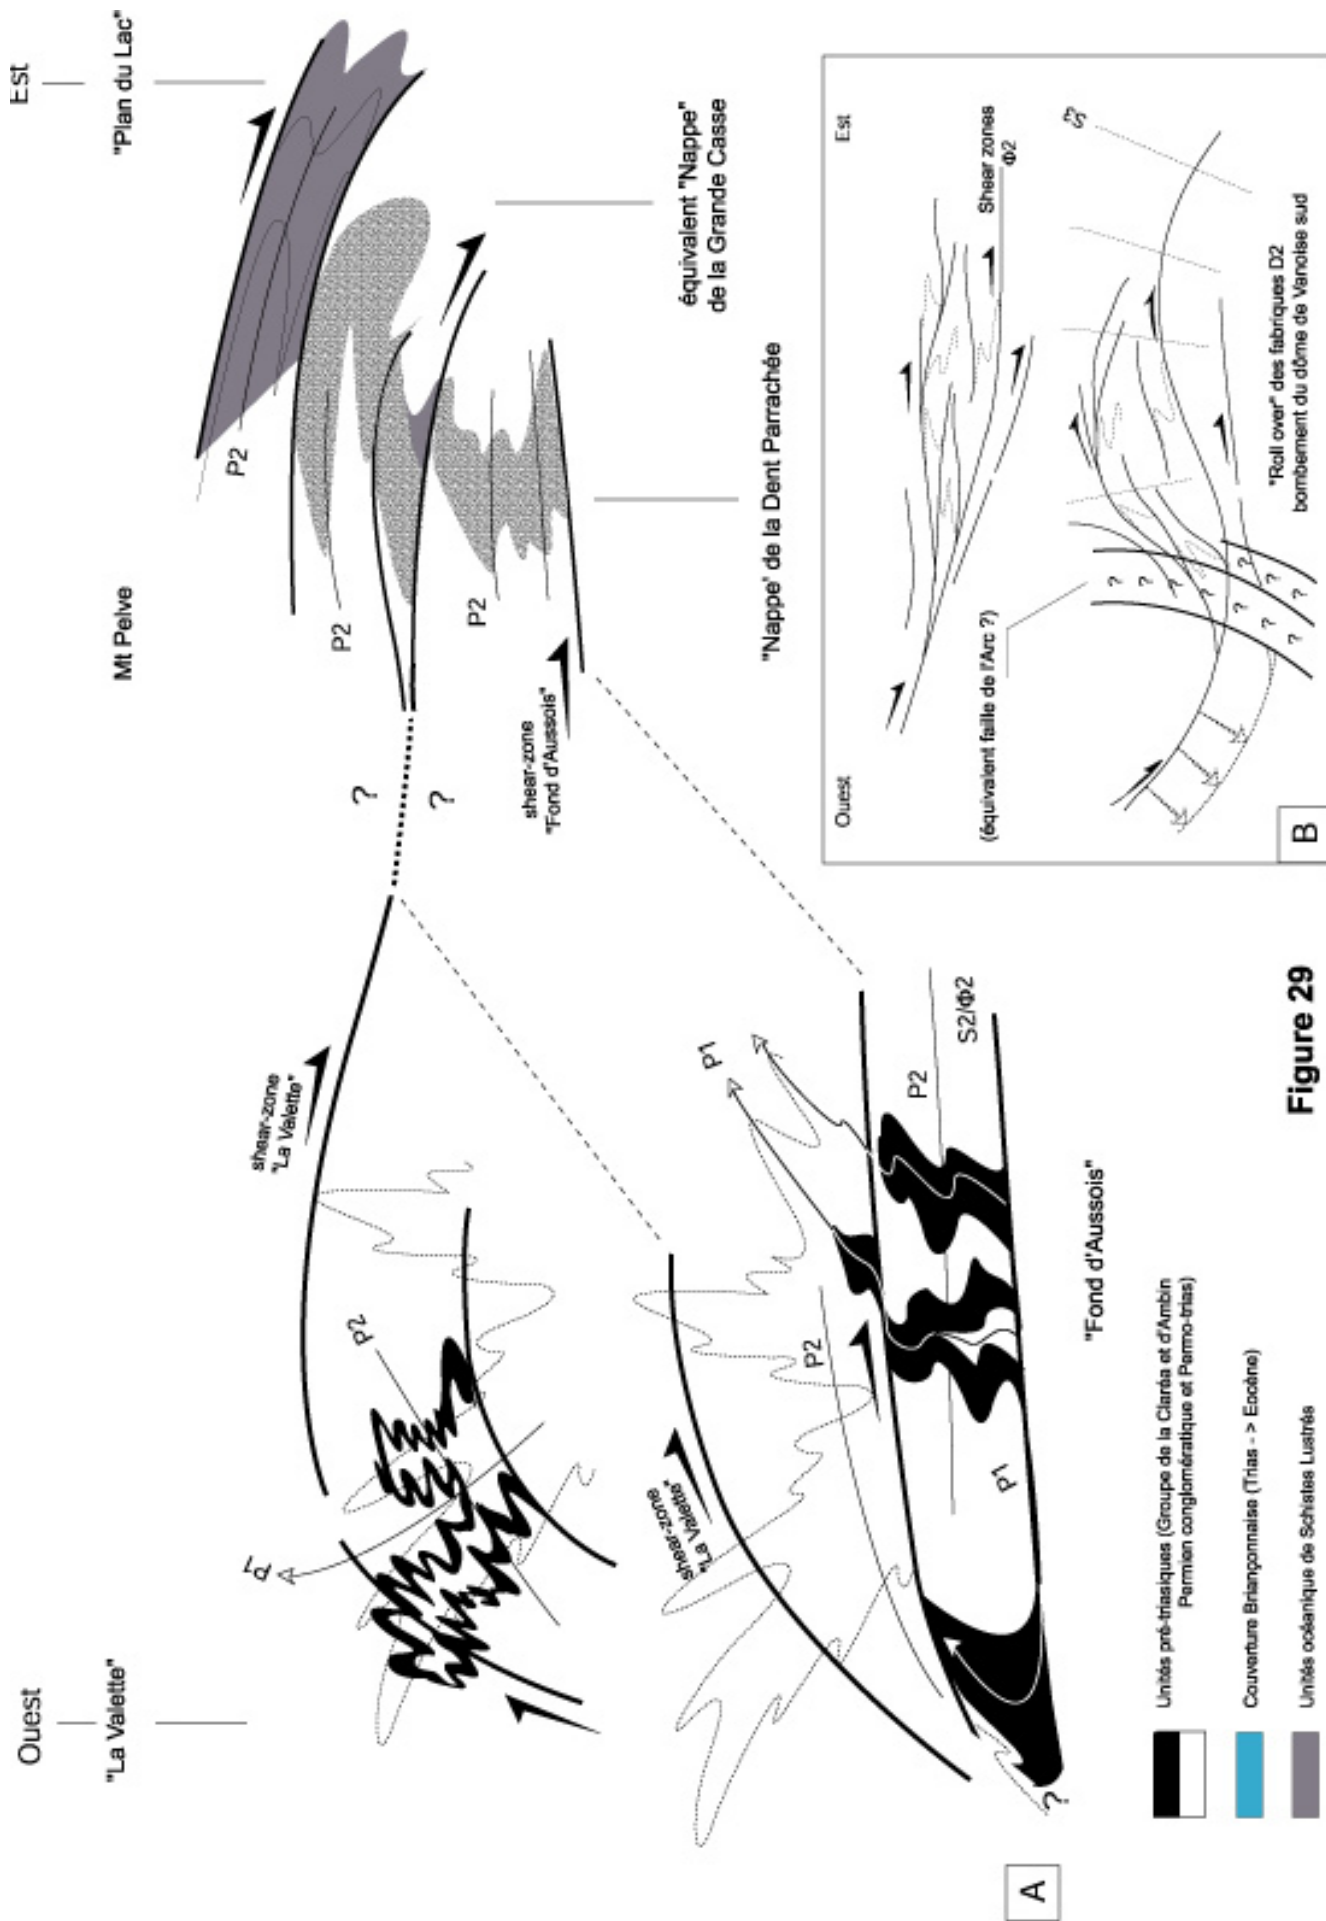 Ouest
Est
"La Valette"
Mt Pelve
"Plan du Lac"
shear-zone
"La Valette"
P2
P1
P2
P2
P2
?
?
équivalent "Nappe"
de la Grande Casse
shear-zone
"Fond d'Aussois"
"Nappe' de la Dent Parrachée
shear-zone
"La Valette"
P1
P2
P2
S2/Φ2
P1
?
"Fond d'Aussois"
A
Ouest
Est
Shear zones
Φ2
(équivalent faille de l'Arc ?)
S3
? ? ? ? ? ? ? ?
"Roll over" des fabriques D2
bombement du dôme de Vanoise sud
B
Unités pré-triasiques (Groupe de la Claréa et d'Ambin
Permien conglomératique et Permo-trias)
Couverture Briançonnaise (Trias - > Eocène)
Unités océanique de Schistes Lustrés
Figure 29